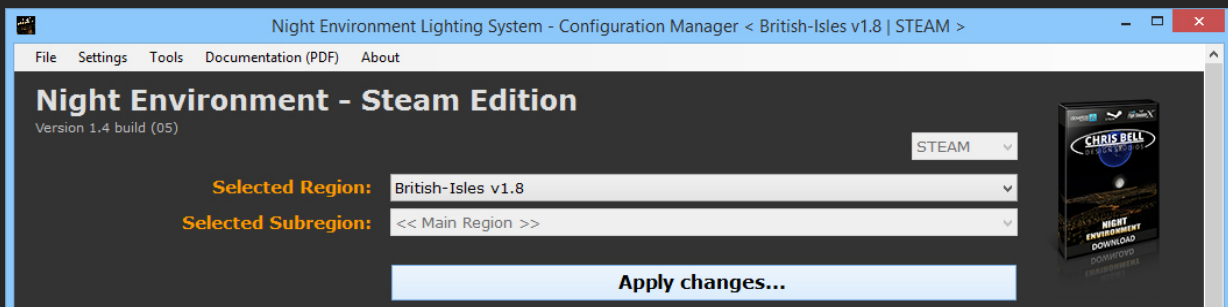 Night Environment Lighting System - Configuration Manager < British-Isles v1.8 | STEAM >
File Settings Tools Documentation (PDF) About
Night Environment - Steam Edition
Version 1.4 build (05)
STEAM
Selected Region: British-Isles v1.8
Selected Subregion: << Main Region >>
Apply changes...
CHRIS BELL
DESIGN STUDIOS
NIGHT
ENVIRONMENT
DOWNLOAD